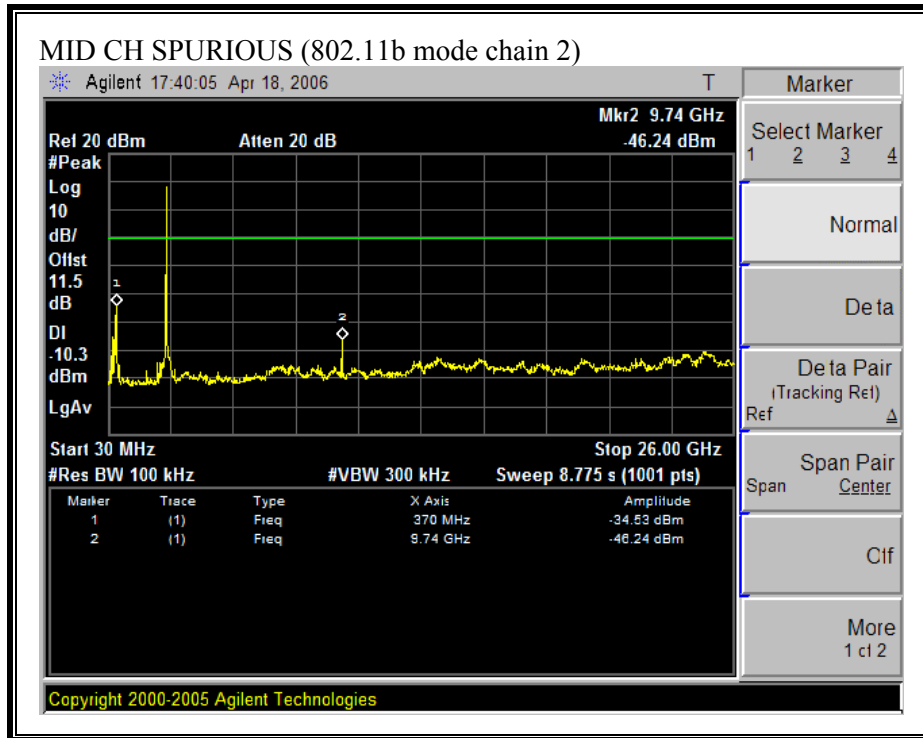 MID CH SPURIOUS (802.11b mode chain 2)
Agilent 17:40:05 Apr 18, 2006 T
Mkr2 9.74 GHz
Ref 20 dBm Atten 20 dB -46.24 dBm
#Peak
Log
10
dB/
Offst
11.5
dB
DI
-10.3
dBm
LgAv
1
2
Start 30 MHz Stop 26.00 GHz
#Res BW 100 kHz #VBW 300 kHz Sweep 8.775 s (1001 pts)
Marker Trace Type X Axis Amplitude
1 (1) Freq 370 MHz -34.53 dBm
2 (1) Freq 9.74 GHz -46.24 dBm
Copyright 2000-2005 Agilent Technologies
Marker
Select Marker
1 2 3 4
Normal
Delta
Delta Pair
(Tracking Ref)
Ref Δ
Span Pair
Span Center
Off
More
1 of 2